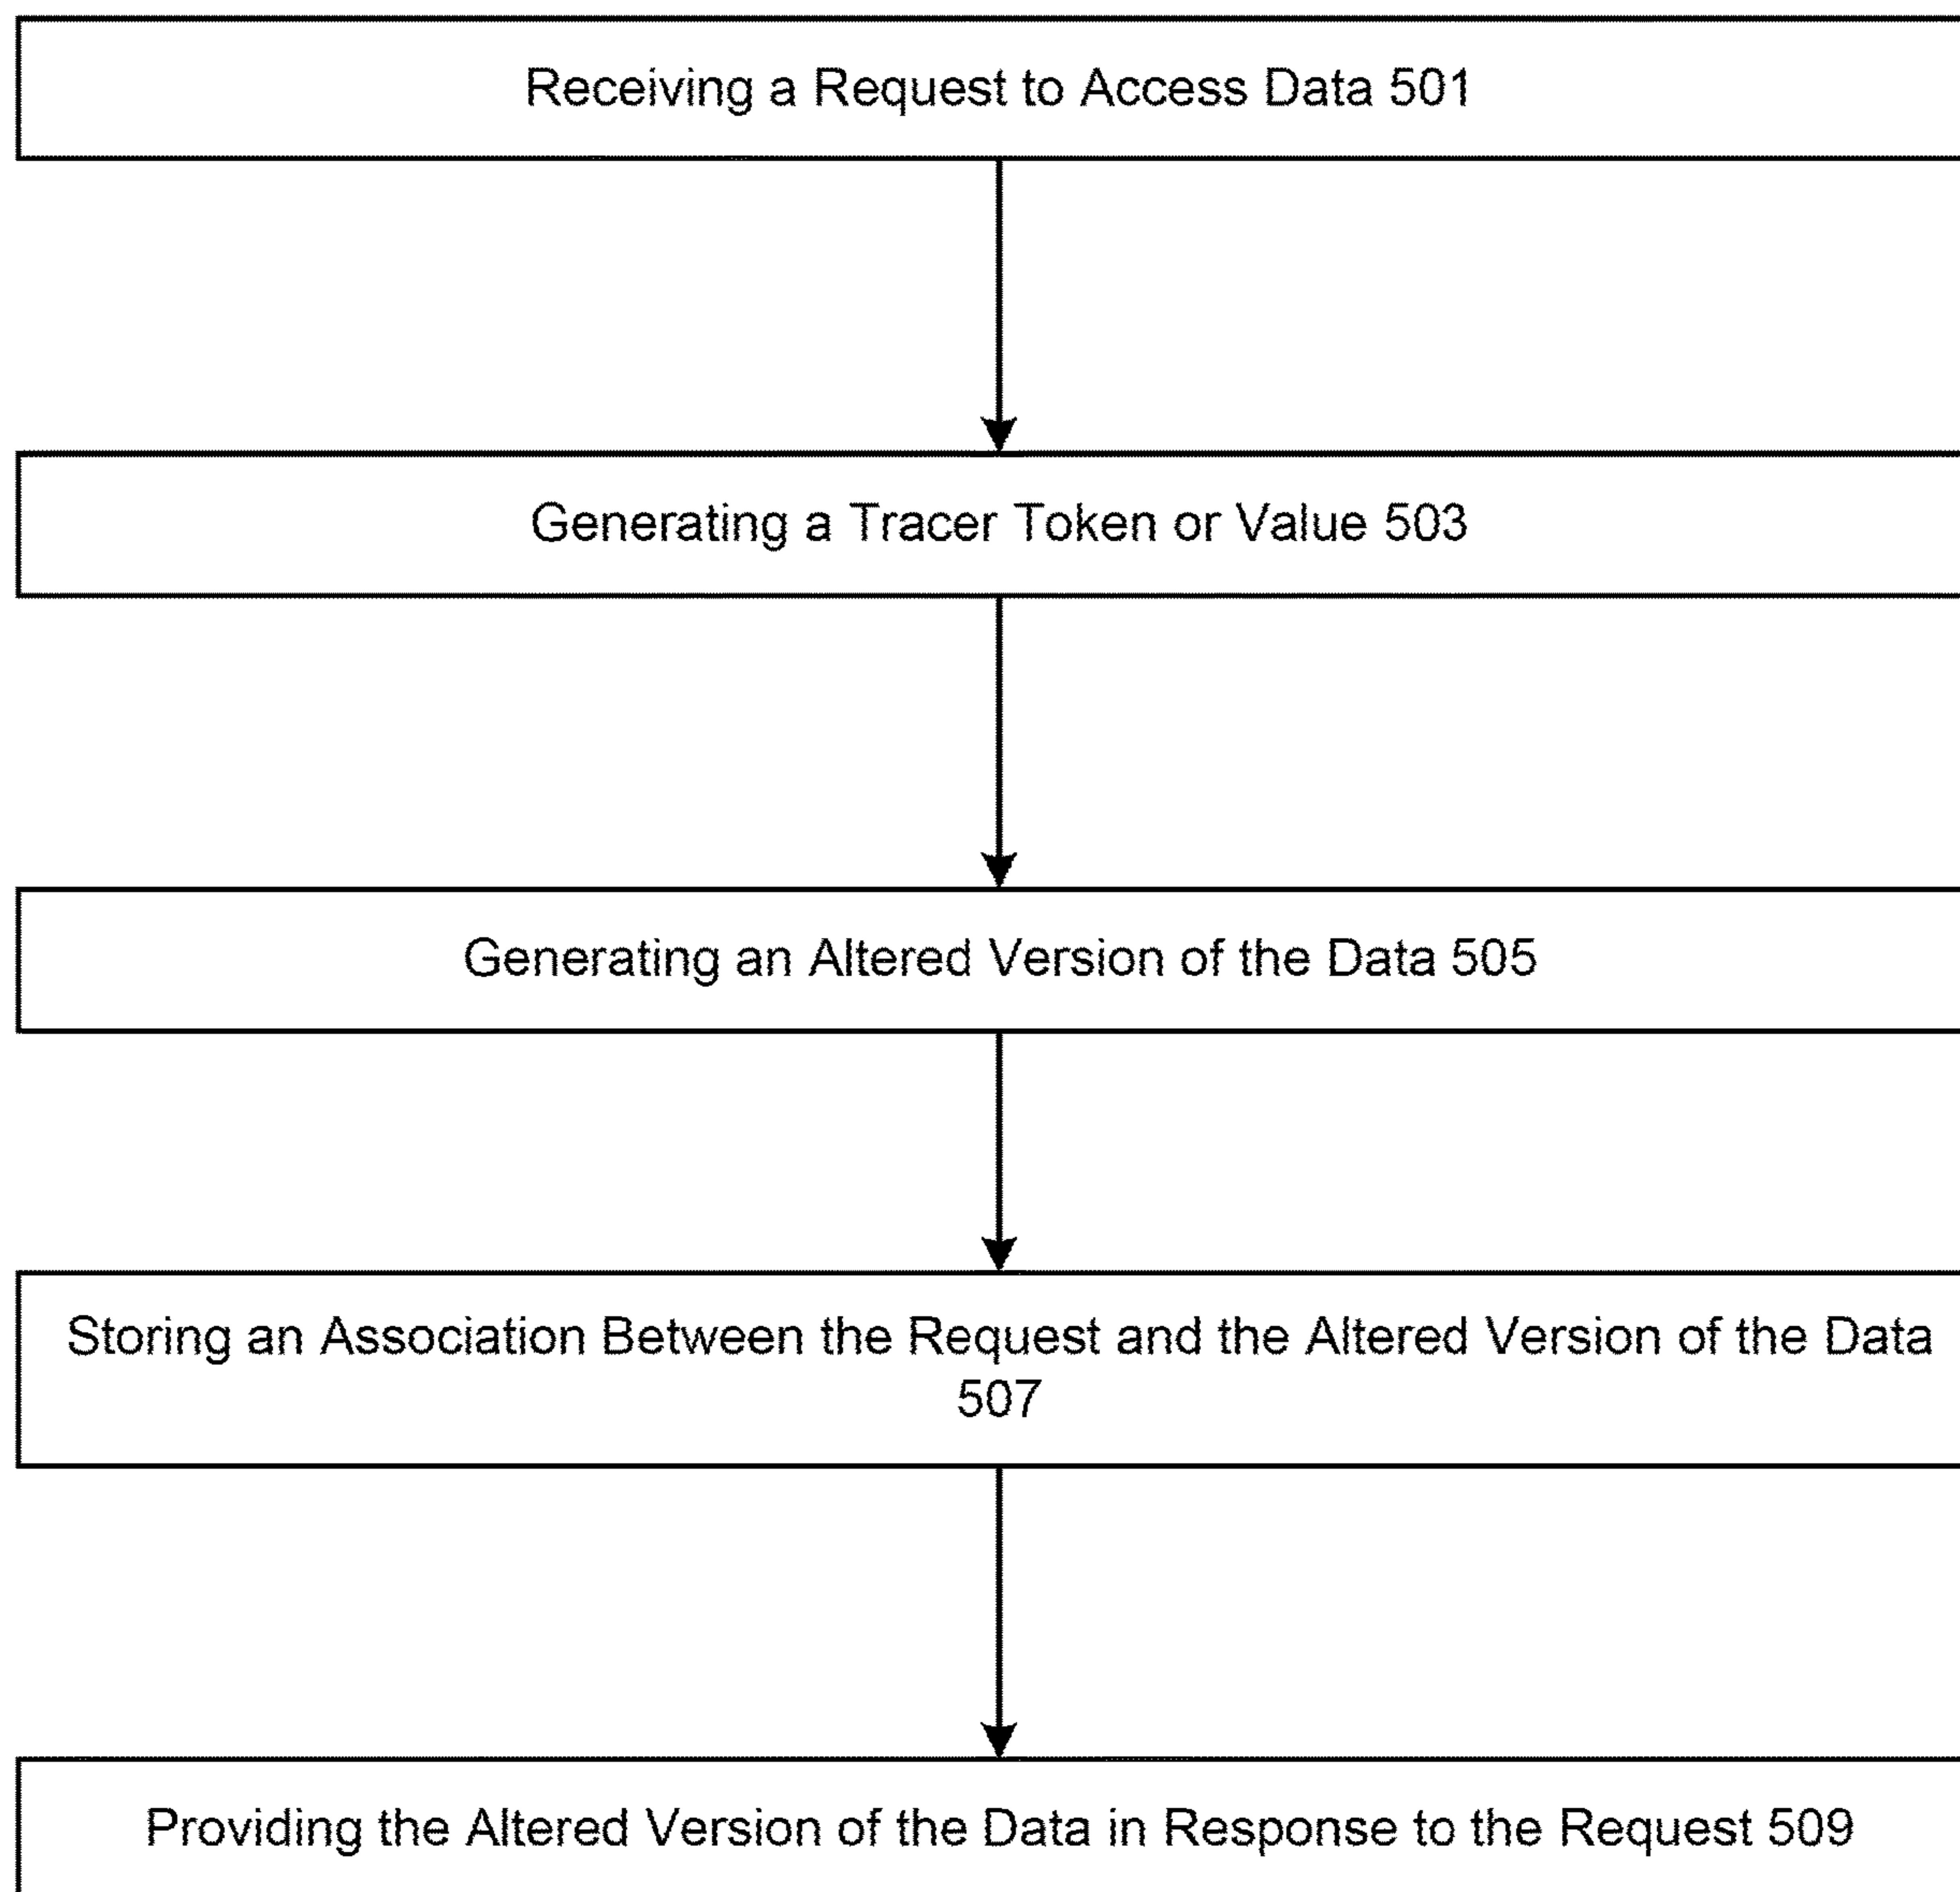 Receiving a Request to Access Data 501
Generating a Tracer Token or Value 503
Generating an Altered Version of the Data 505
Storing an Association Between the Request and the Altered Version of the Data
507
Providing the Altered Version of the Data in Response to the Request 509